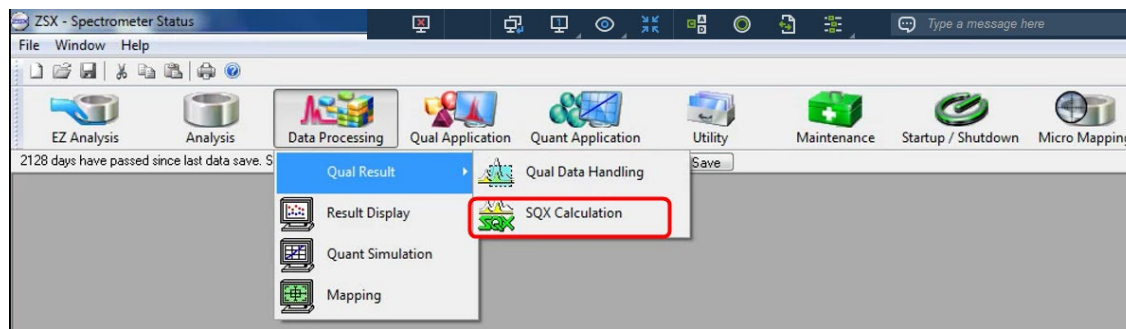 ZSX - Spectrometer Status
Type a message here
File Window Help
EZ Analysis Analysis Data Processing Qual Application Quant Application Utility Maintenance Startup / Shutdown Micro Mapping
2128 days have passed since last data save. S
Save
Qual Result
Qual Data Handling
Result Display
SQX
SQX Calculation
Quant Simulation
Mapping